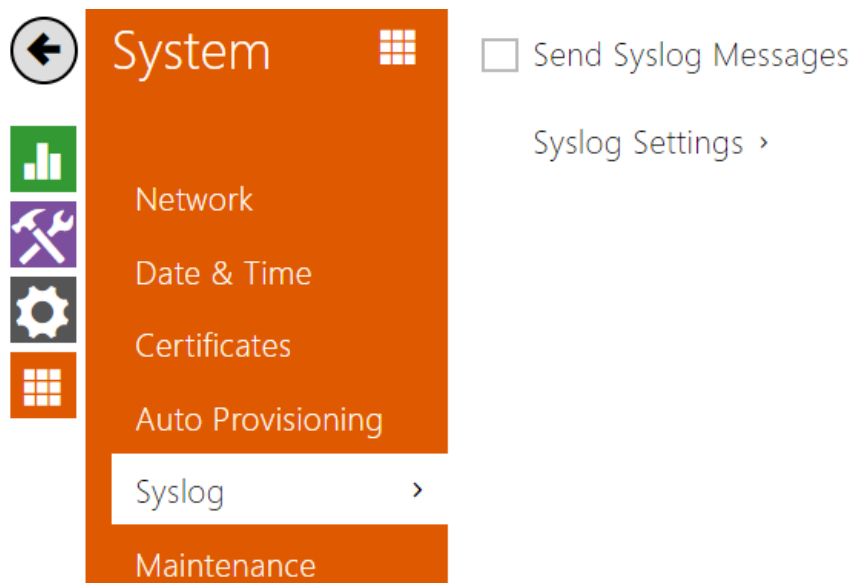 System
Network
Date & Time
Certificates
Auto Provisioning
Syslog ›
Maintenance
Send Syslog Messages
Syslog Settings ›